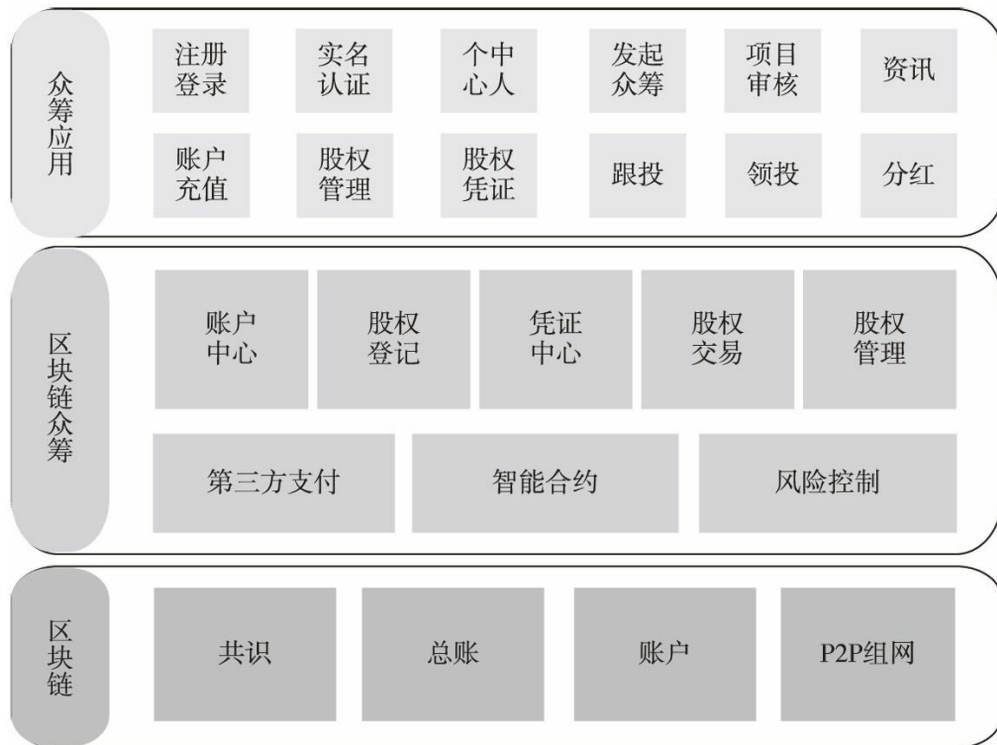 众筹应用
注册
登录
实名
认证
个中
心人
发起
众筹
项目
审核
资讯
账户
充值
股权
管理
股权
凭证
跟投
领投
分红
区块链众筹
账户
中心
股权
登记
凭证
中心
股权
交易
股权
管理
第三方支付
智能合约
风险控制
区块链
共识
总账
账户
P2P组网